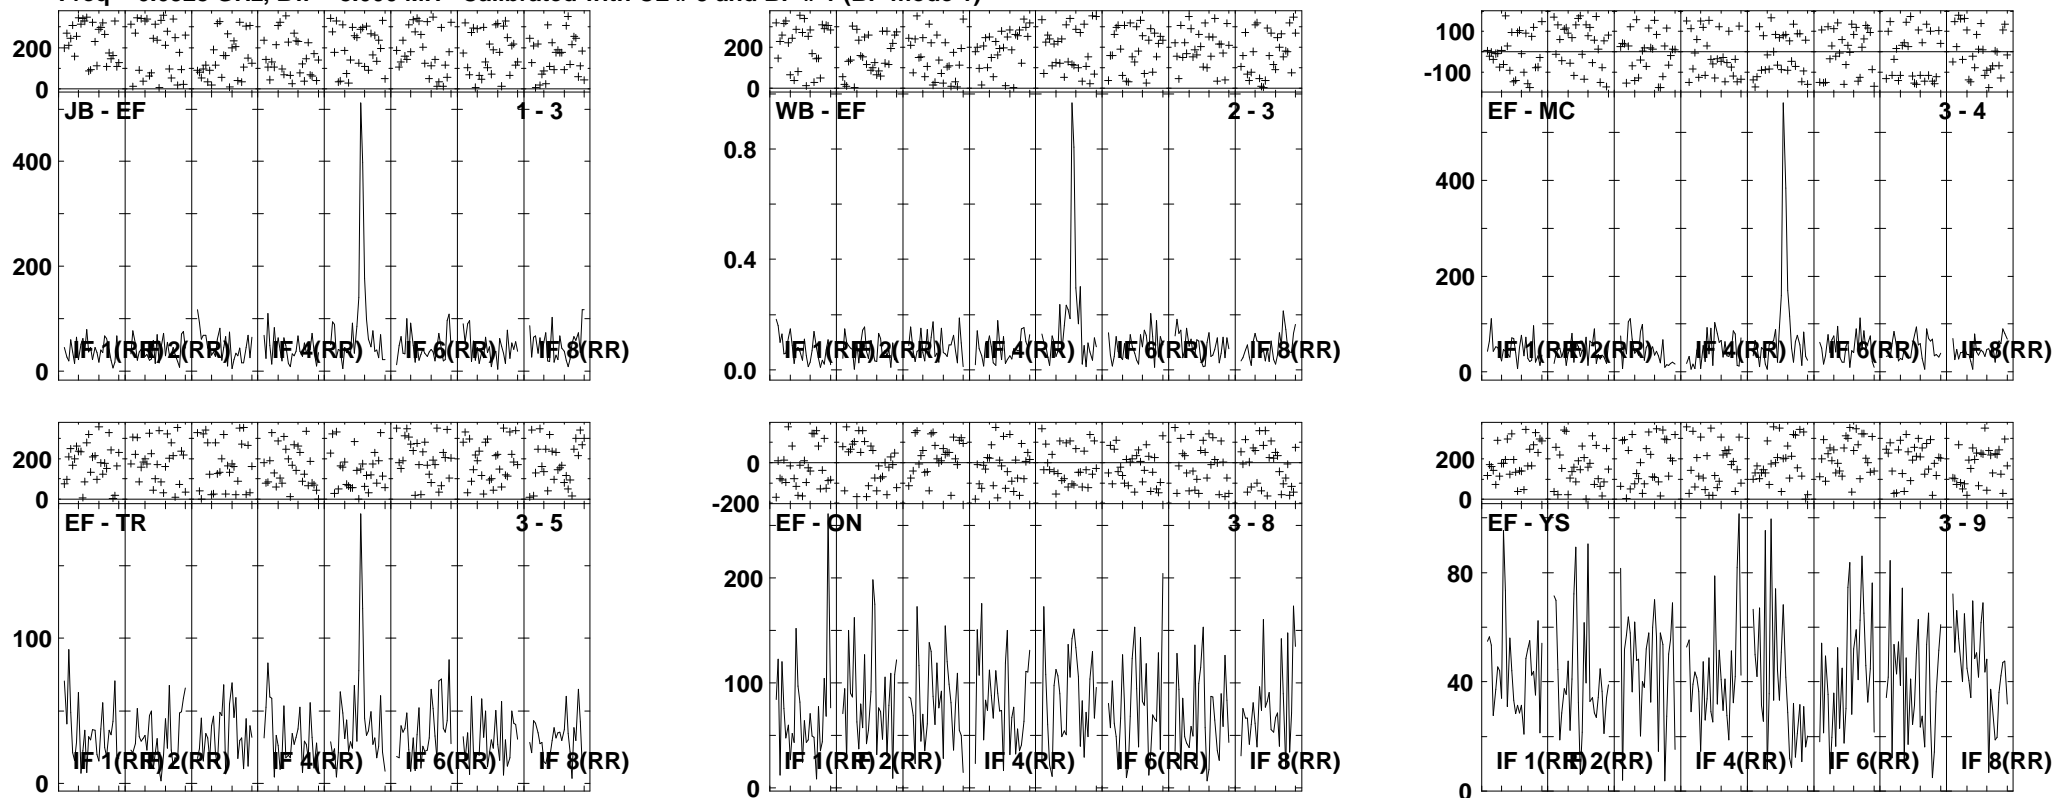 200
0
JB - EF
1 - 3
400
200
0
IF 1(RR)
IF 2(RR)
IF 4(RR)
IF 6(RR)
IF 8(RR)
200
0
WB - EF
2 - 3
0.8
0.4
0.0
IF 1(RR)
IF 2(RR)
IF 4(RR)
IF 6(RR)
IF 8(RR)
100
-100
EF - MC
3 - 4
400
200
0
IF 1(RR)
IF 2(RR)
IF 4(RR)
IF 6(RR)
IF 8(RR)
200
0
EF - TR
3 - 5
100
0
IF 1(RR)
IF 2(RR)
IF 4(RR)
IF 6(RR)
IF 8(RR)
0
-200
EF - ON
3 - 8
200
100
0
IF 1(RR)
IF 2(RR)
IF 4(RR)
IF 6(RR)
IF 8(RR)
200
0
EF - YS
3 - 9
80
40
0
IF 1(RR)
IF 2(RR)
IF 4(RR)
IF 6(RR)
IF 8(RR)